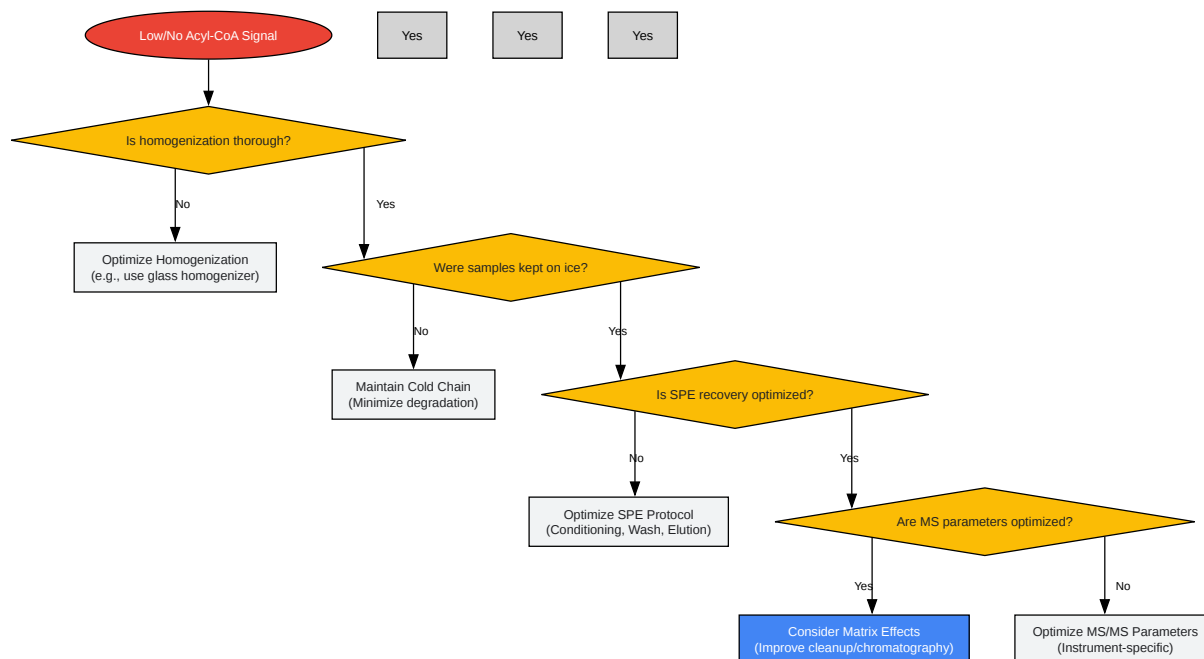 Low/No Acyl-CoA Signal
Yes
Yes
Yes
Is homogenization thorough?
No
Yes
Optimize Homogenization
(e.g., use glass homogenizer)
Were samples kept on ice?
No
Yes
Maintain Cold Chain
(Minimize degradation)
Is SPE recovery optimized?
No
Yes
Optimize SPE Protocol
(Conditioning, Wash, Elution)
Are MS parameters optimized?
Yes
No
Consider Matrix Effects
(Improve cleanup/chromatography)
Optimize MS/MS Parameters
(Instrument-specific)